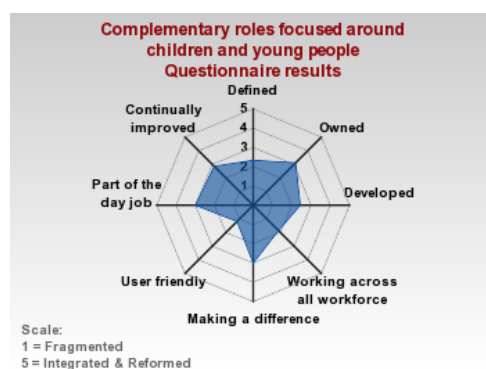 Complementary roles focused around
children and young people
Questionnaire results
Defined
Continually
improved
5
4
3
2
1
Owned
Part of the
day job
Developed
User friendly
Working across
all workforce
Making a difference
Scale:
1 = Fragmented
5 = Integrated & Reformed